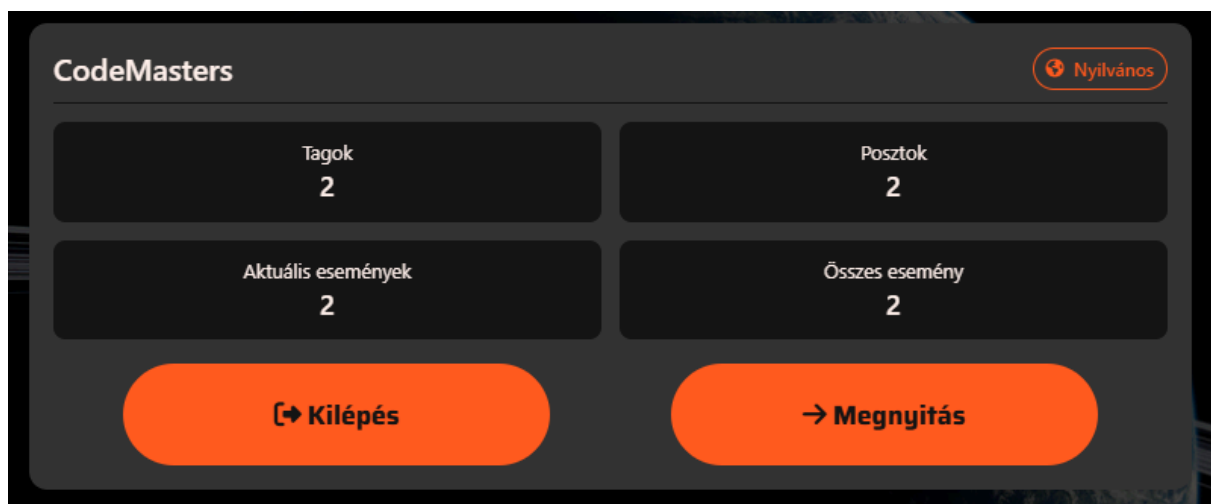 CodeMasters
Nyilvános
Tagok
2
Posztok
2
Aktuális események
2
Összes esemény
2
Kilépés
Megnyitás